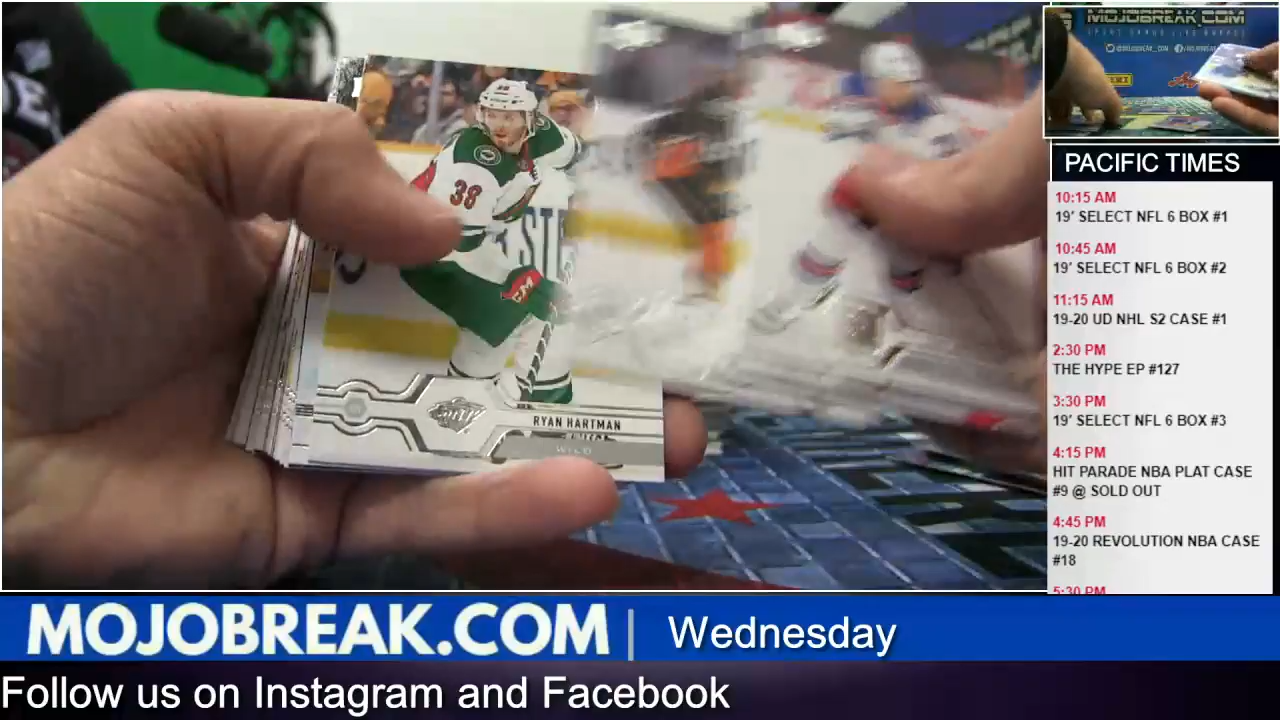 MOJOBREAK.COM
PACIFIC TIMES
10:15 AM
19' SELECT NFL 6 BOX #1
10:45 AM
19' SELECT NFL 6 BOX #2
11:15 AM
19-20 UD NHL S2 CASE #1
2:30 PM
THE HYPE EP #127
3:30 PM
19' SELECT NFL 6 BOX #3
4:15 PM
HIT PARADE NBA PLAT CASE
#9 @ SOLD OUT
4:45 PM
19-20 REVOLUTION NBA CASE
#18
5:30 PM
38
CCM
RYAN HARTMAN
WILD
MOJOBREAK.COM | Wednesday
Follow us on Instagram and Facebook